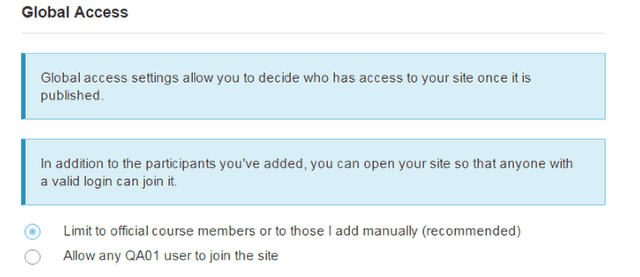 Global Access
Global access settings allow you to decide who has access to your site once it is
published.
In addition to the participants you've added, you can open your site so that anyone with
a valid login can join it.
Limit to official course members or to those I add manually (recommended)
Allow any QA01 user to join the site